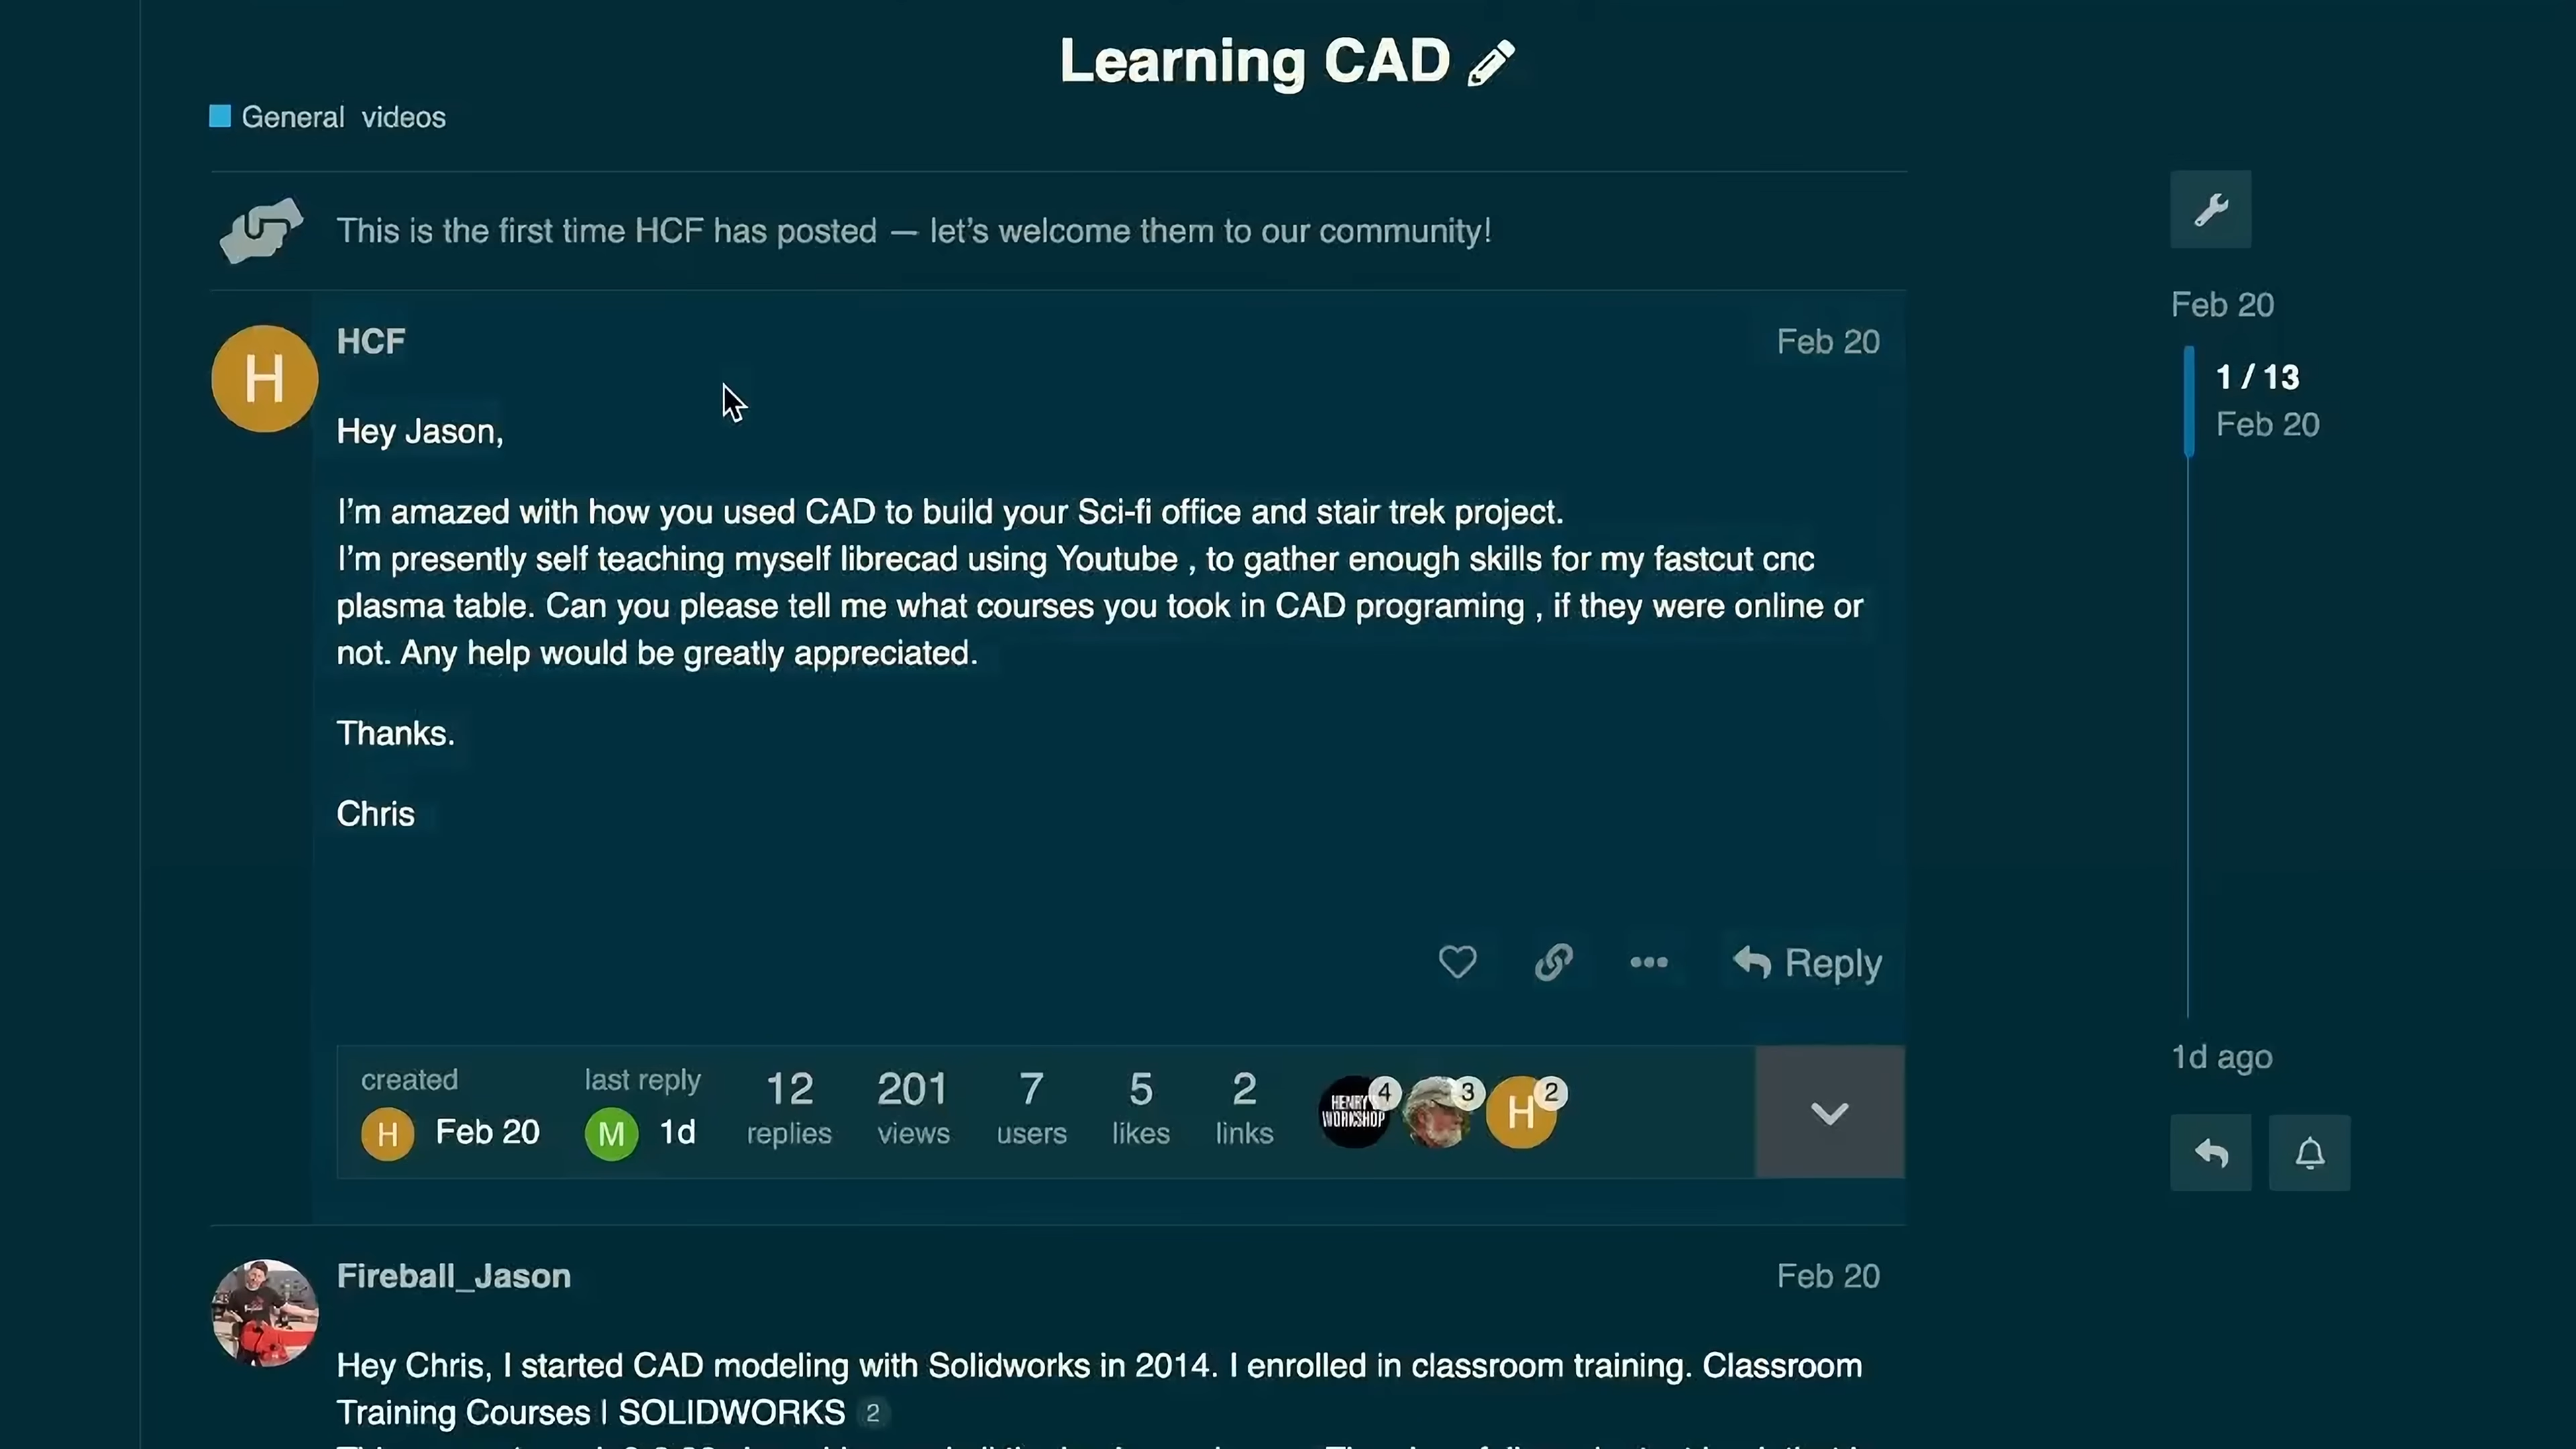 Learning CAD
General videos
This is the first time HCF has posted — let's welcome them to our community!
Feb 20
H
HCF
Feb 20
1 / 13
Feb 20
Hey Jason,
I'm amazed with how you used CAD to build your Sci-fi office and stair trek project.
I'm presently self teaching myself librecad using Youtube , to gather enough skills for my fastcut cnc
plasma table. Can you please tell me what courses you took in CAD programing , if they were online or
not. Any help would be greatly appreciated.
Thanks.
Chris
Reply
created
last reply
12
201
7
5
2
HENRY'S
WORKSHOP
4
3
H
2
H
Feb 20
M
1d
replies
views
users
likes
links
1d ago
Fireball_Jason
Feb 20
Hey Chris, I started CAD modeling with Solidworks in 2014. I enrolled in classroom training. Classroom
Training Courses | SOLIDWORKS 2